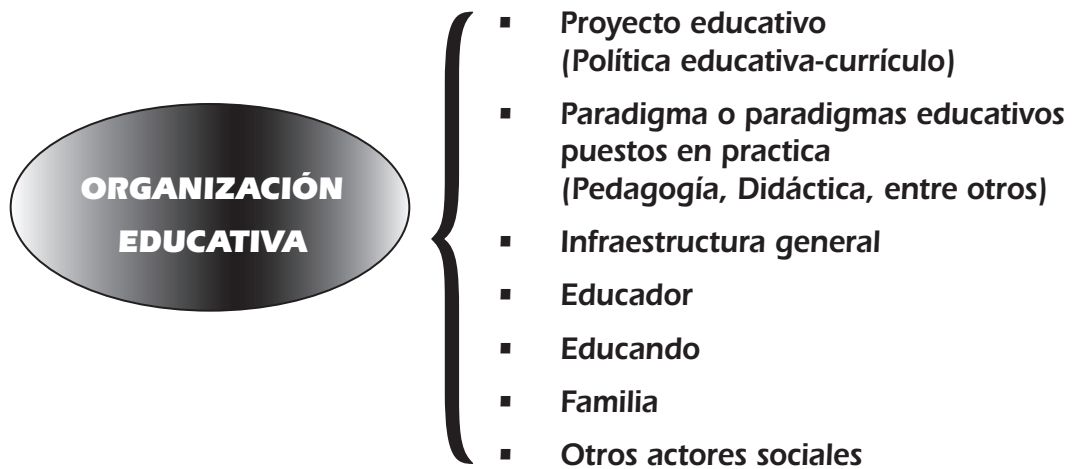 ORGANIZACIÓN
EDUCATIVA
▪ Proyecto educativo
(Política educativa-currículo)
▪ Paradigma o paradigmas educativos
puestos en practica
(Pedagogía, Didáctica, entre otros)
▪ Infraestructura general
▪ Educador
▪ Educando
▪ Familia
▪ Otros actores sociales